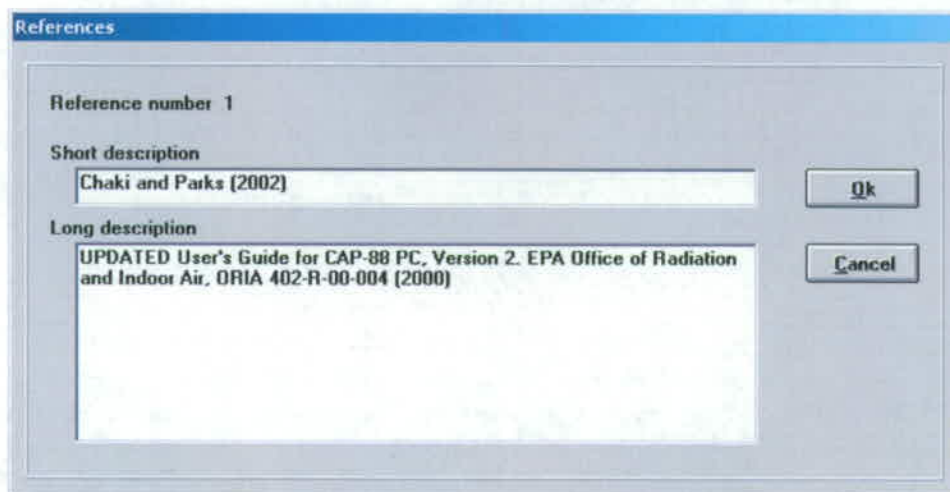 References
Reference number 1
Short description
Chaki and Parks (2002)
Ok
Long description
UPDATED User's Guide for CAP-88 PC, Version 2. EPA Office of Radiation
and Indoor Air, ORIA 402-R-00-004 (2000)
Cancel